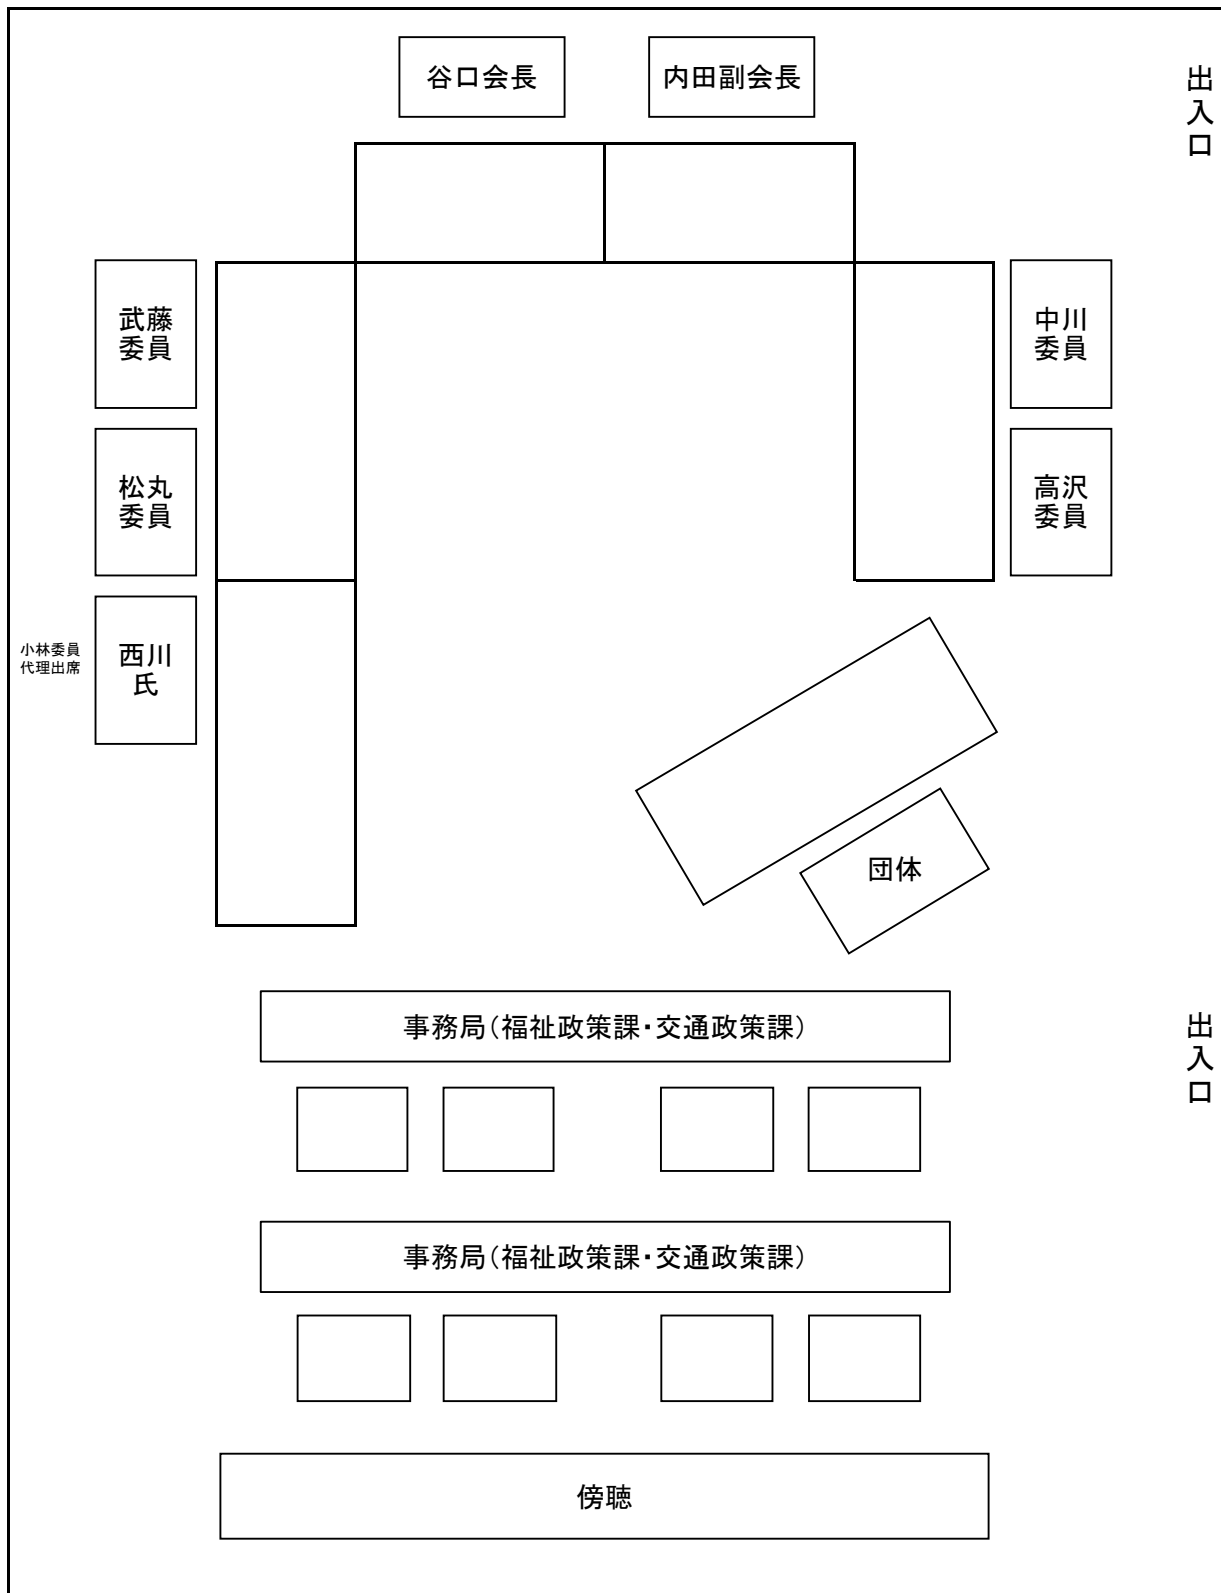 谷口会長
内田副会長
出入口
武藤
委員
中川
委員
松丸
委員
高沢
委員
小林委員
代理出席
西川
氏
団体
事務局（福祉政策課・交通政策課）
出入口
事務局（福祉政策課・交通政策課）
傍聴